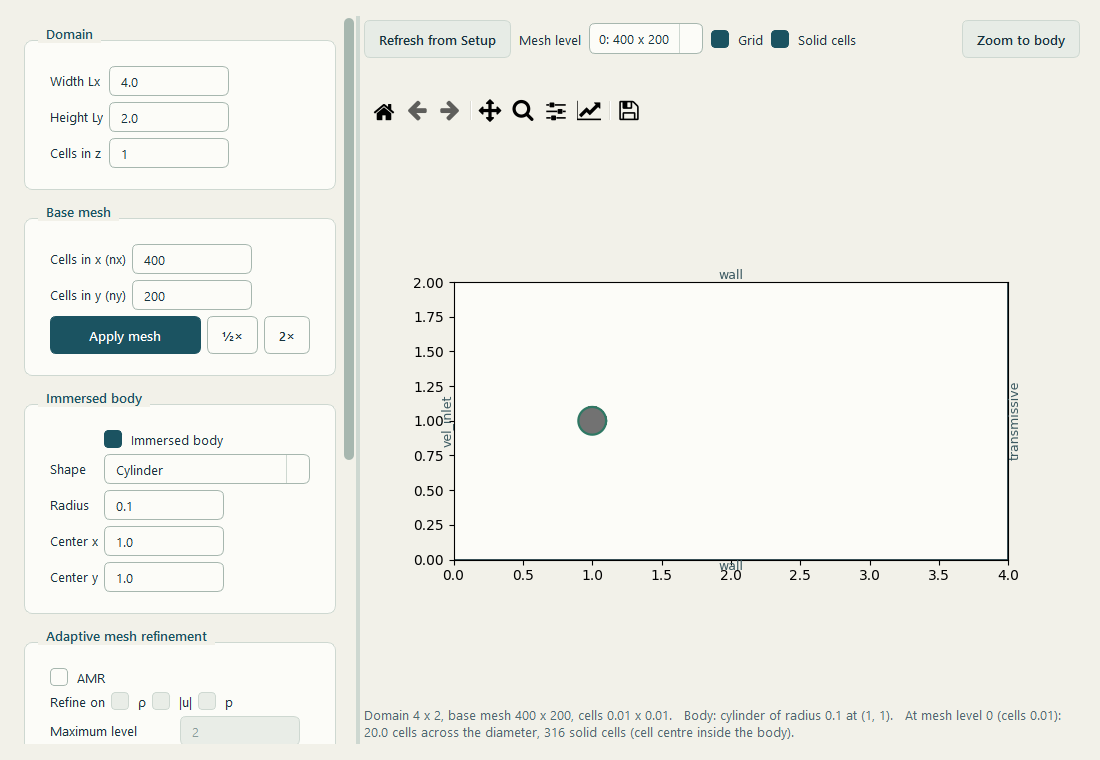 Domain
Width Lx 4.0
Height Ly 2.0
Cells in z 1
Base mesh
Cells in x (nx) 400
Cells in y (ny) 200
Apply mesh ½× 2×
Immersed body
Immersed body
Shape Cylinder
Radius 0.1
Center x 1.0
Center y 1.0
Adaptive mesh refinement
AMR
Refine on ρ |u| p
Maximum level 2
Refresh from Setup Mesh level 0: 400 x 200 Grid Solid cells Zoom to body
wall
2.00
1.75
1.50
1.25
1.00
0.75
0.50
0.25
0.00
vel inlet
transmissive
wall
0.0 0.5 1.0 1.5 2.0 2.5 3.0 3.5 4.0
Domain 4 x 2, base mesh 400 x 200, cells 0.01 x 0.01. Body: cylinder of radius 0.1 at (1, 1). At mesh level 0 (cells 0.01):
20.0 cells across the diameter, 316 solid cells (cell centre inside the body).